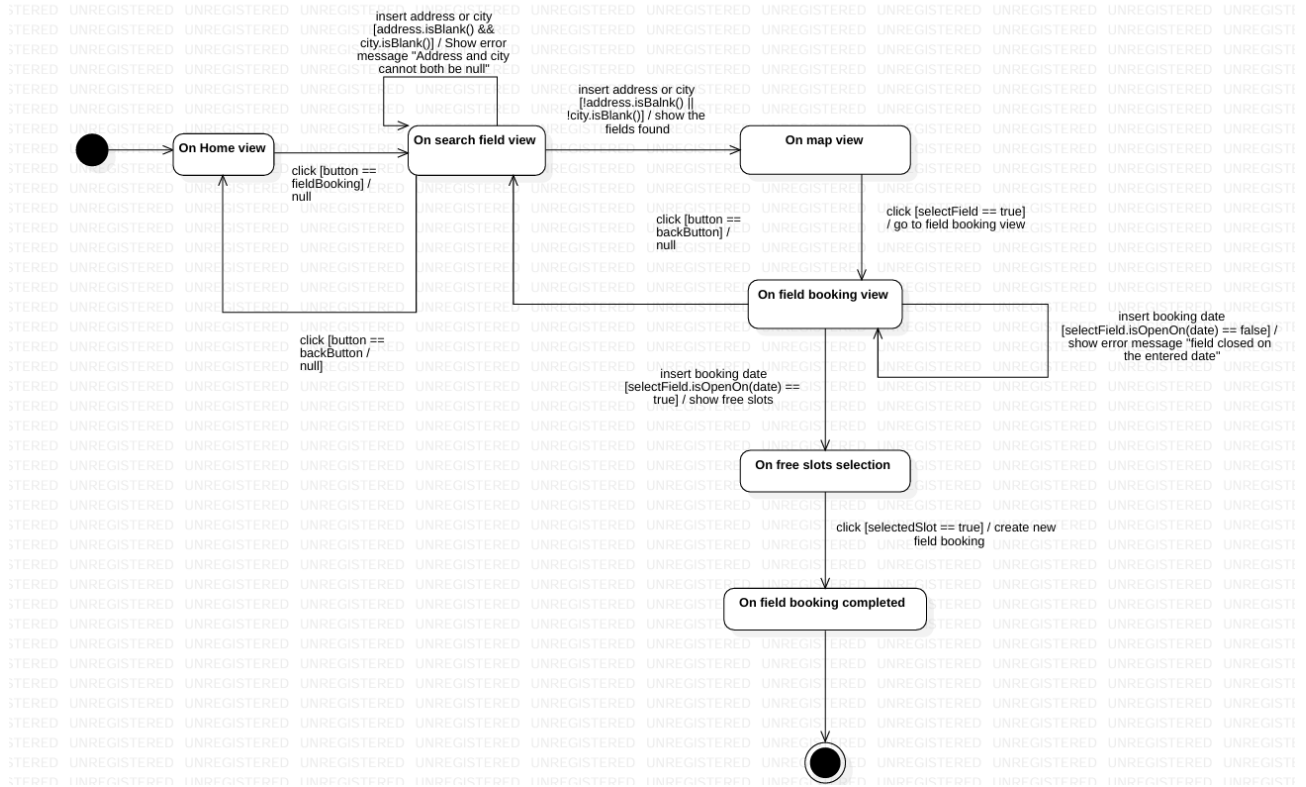 insert address or city
[address.isBlank() &&
city.isBlank()] / Show error
message "Address and city
cannot both be null"
insert address or city
[!address.isBalnk() ||
!city.isBlank()] / show the
fields found
On Home view
On search field view
On map view
click [button ==
fieldBooking] /
null
click [button ==
backButton] /
null
click [selectField == true]
/ go to field booking view
On field booking view
click [button ==
backButton /
null]
insert booking date
[selectField.isOpenOn(date) == false] /
show error message "field closed on
the entered date"
insert booking date
[selectField.isOpenOn(date) ==
true] / show free slots
On free slots selection
click [selectedSlot == true] / create new
field booking
On field booking completed
UNREGISTERED